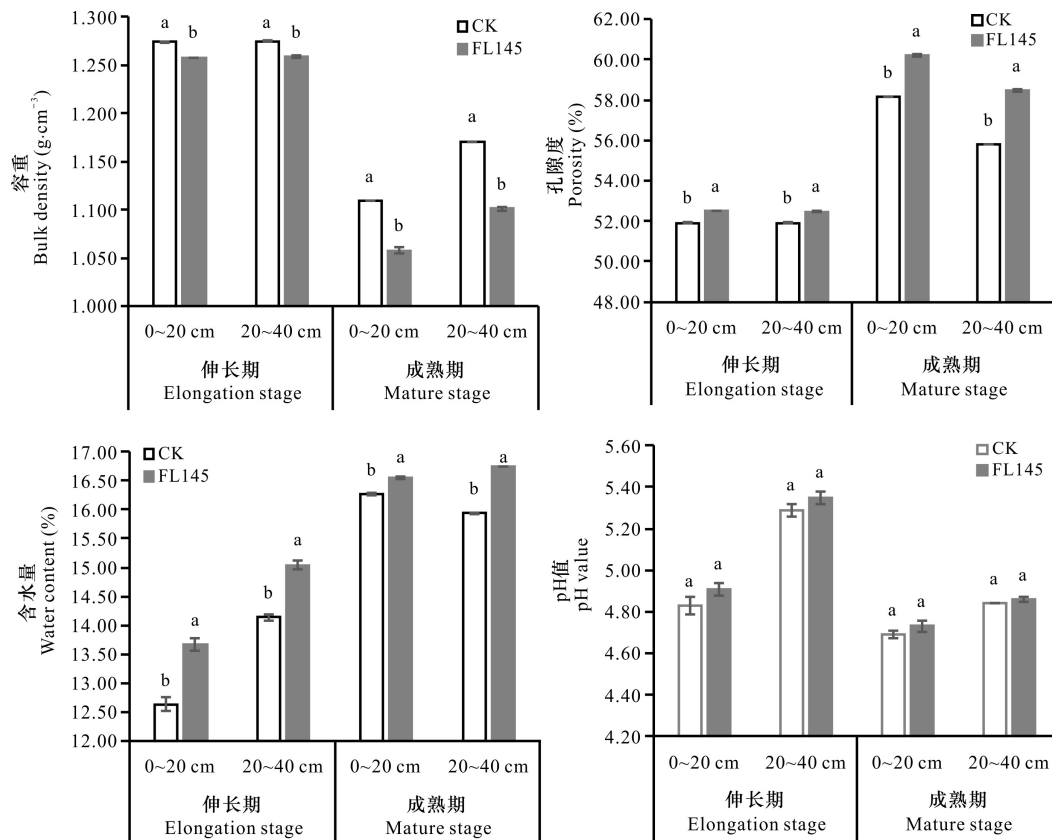 容重
Bulk density (g·cm⁻³)
1.300
1.250
1.200
1.150
1.100
1.050
1.000
CK
FL145
a
b
a
b
a
b
a
b
0~20 cm
20~40 cm
0~20 cm
20~40 cm
伸长期
Elongation stage
成熟期
Mature stage
孔隙度
Porosity (%)
62.00
60.00
58.00
56.00
54.00
52.00
50.00
48.00
CK
FL145
b
a
b
a
b
a
b
a
0~20 cm
20~40 cm
0~20 cm
20~40 cm
伸长期
Elongation stage
成熟期
Mature stage
含水量
Water content (%)
17.00
16.50
16.00
15.50
15.00
14.50
14.00
13.50
13.00
12.50
12.00
CK
FL145
b
a
b
a
b
a
b
a
0~20 cm
20~40 cm
0~20 cm
20~40 cm
伸长期
Elongation stage
成熟期
Mature stage
pH值
pH value
5.60
5.40
5.20
5.00
4.80
4.60
4.40
4.20
CK
FL145
a
a
a
a
a
a
a
a
0~20 cm
20~40 cm
0~20 cm
20~40 cm
伸长期
Elongation stage
成熟期
Mature stage